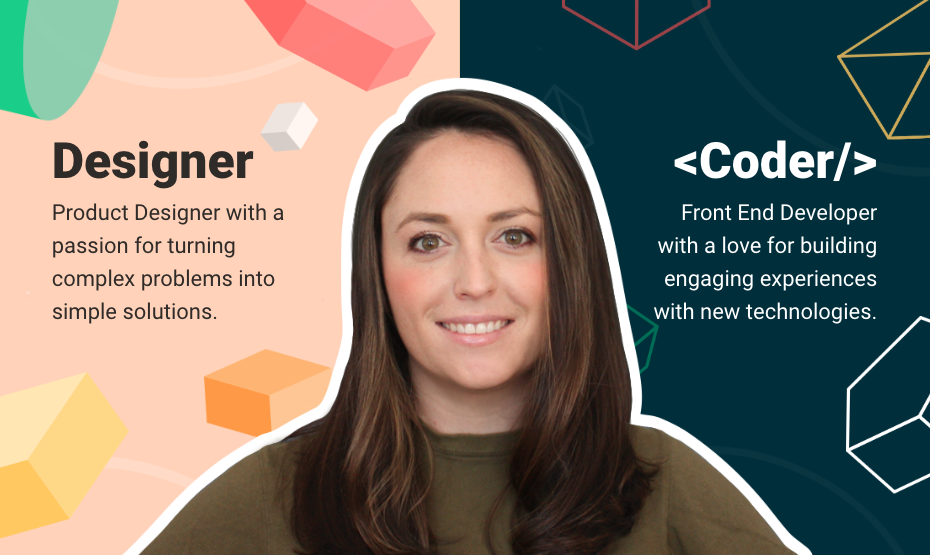 Designer
Product Designer with a
passion for turning
complex problems into
simple solutions.
<Coder/>
Front End Developer
with a love for building
engaging experiences
with new technologies.